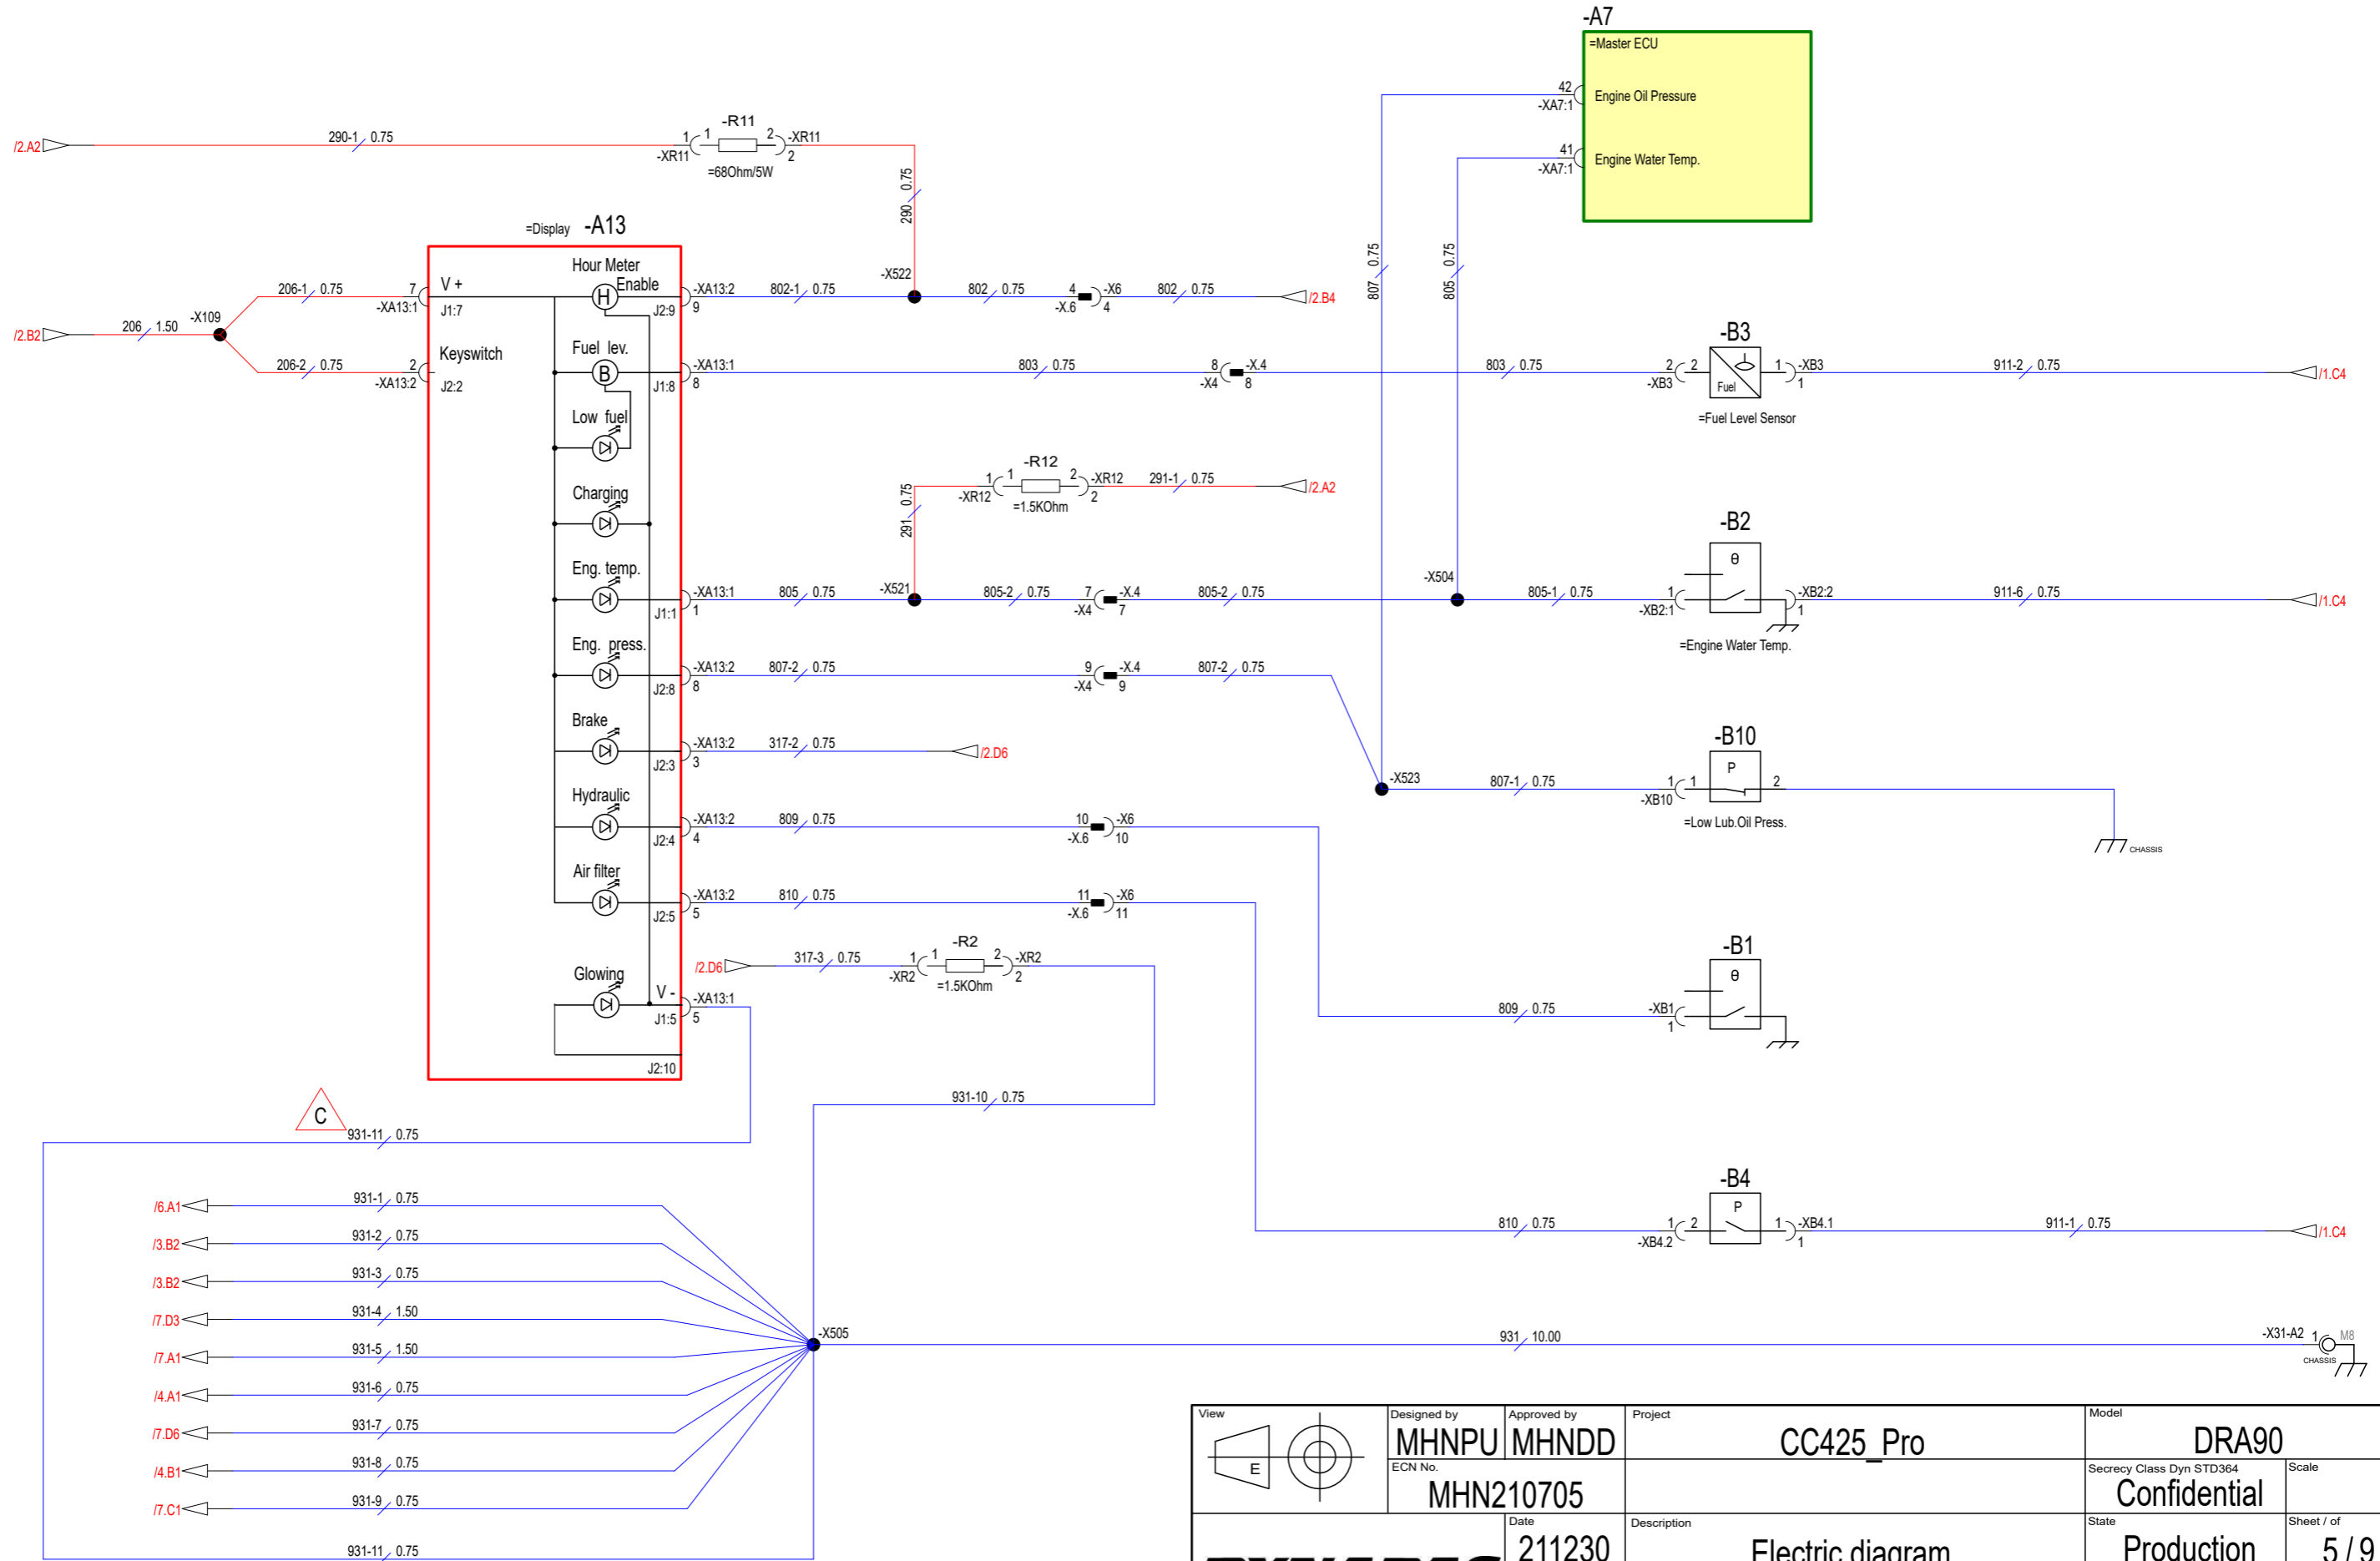 -A7
=Master ECU
42
-XA7:1
Engine Oil Pressure
41
-XA7:1
Engine Water Temp.
/2.A2
290-1 0.75
1
-XR11
1
-R11
2
-XR11
2
=68Ohm/5W
290 0.75
807 0.75
805 0.75
=Display -A13
/2.B2
206 1.50
-X109
206-1 0.75
7
-XA13:1
V +
J1:7
206-2 0.75
2
-XA13:2
Keyswitch
J2:2
Hour Meter
H
Enable
J2:9
-XA13:2
9
802-1 0.75
-X522
802 0.75
4
-X.6
-X6
4
802 0.75
/2.B4
Fuel lev.
B
J1:8
-XA13:1
8
803 0.75
8
-X4
-X.4
8
803 0.75
2
-XB3
2
-B3
Fuel
1
-XB3
1
=Fuel Level Sensor
911-2 0.75
/1.C4
Low fuel
Charging
291 0.75
1
-XR12
1
-R12
2
-XR12
2
=1.5KOhm
291-1 0.75
/2.A2
Eng. temp.
J1:1
-XA13:1
1
805 0.75
-X521
805-2 0.75
7
-X4
-X.4
7
805-2 0.75
-X504
805-1 0.75
1
-XB2:1
-B2
θ
-XB2:2
1
=Engine Water Temp.
911-6 0.75
/1.C4
Eng. press.
J2:8
-XA13:2
8
807-2 0.75
9
-X4
-X.4
9
807-2 0.75
Brake
J2:3
-XA13:2
3
317-2 0.75
/2.D6
-X523
807-1 0.75
1
-XB10
1
-B10
P
2
=Low Lub.Oil Press.
CHASSIS
Hydraulic
J2:4
-XA13:2
4
809 0.75
10
-X.6
-X6
10
Air filter
J2:5
-XA13:2
5
810 0.75
11
-X.6
-X6
11
/2.D6
317-3 0.75
1
-XR2
1
-R2
2
-XR2
2
=1.5KOhm
Glowing
V -
J1:5
-XA13:1
5
J2:10
809 0.75
-XB1
1
-B1
θ
C
931-11 0.75
931-10 0.75
/6.A1
931-1 0.75
/3.B2
931-2 0.75
/3.B2
931-3 0.75
/7.D3
931-4 1.50
/7.A1
931-5 1.50
/4.A1
931-6 0.75
/7.D6
931-7 0.75
/4.B1
931-8 0.75
/7.C1
931-9 0.75
931-11 0.75
810 0.75
1
-XB4.2
2
-B4
P
1
-XB4.1
1
911-1 0.75
/1.C4
-X505
931 10.00
-X31-A2
1
M8
CHASSIS
View
E
Designed by
MHNPU
Approved by
MHNDD
Project
CC425_Pro
Model
DRA90
ECN No.
MHN210705
Secrecy Class Dyn STD364
Confidential
Scale
Date
211230
Description
Electric diagram
State
Production
Sheet / of
5 / 9